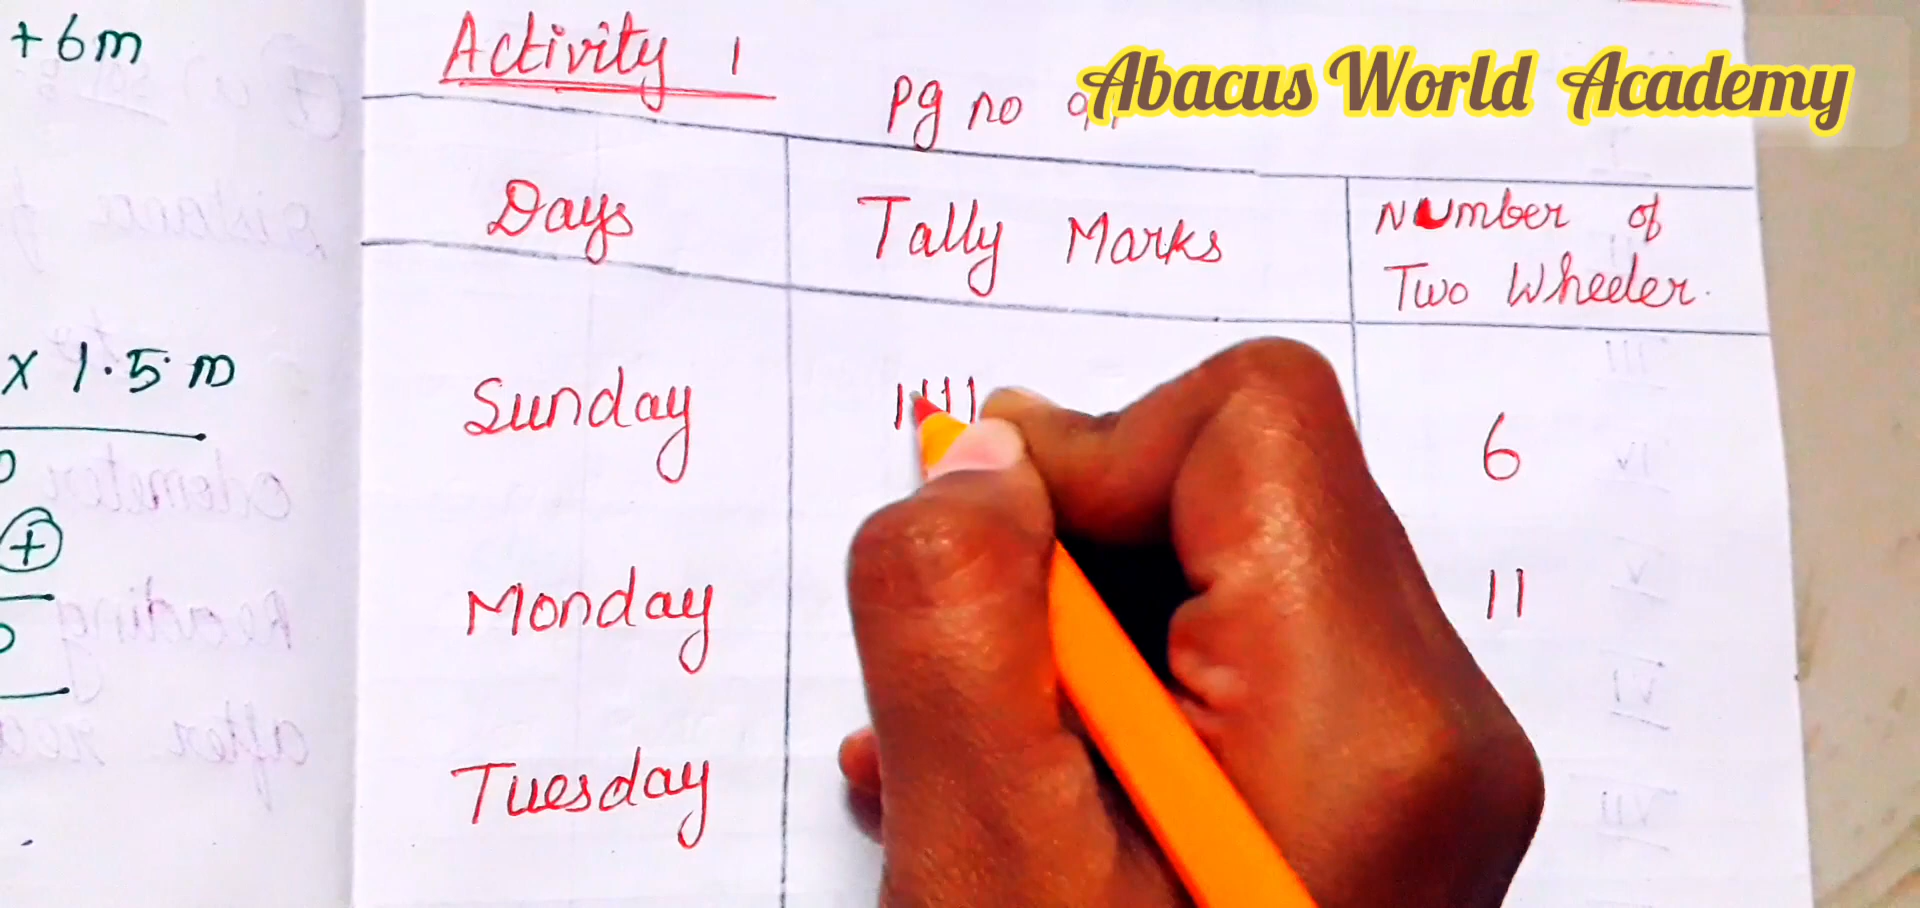 +6m
Activity 1
Abacus World Academy
Pg no
Days
Tally Marks
Number of
Two Wheeler.
x 1.5 m
Sunday
||||
6
+
Monday
11
Tuesday